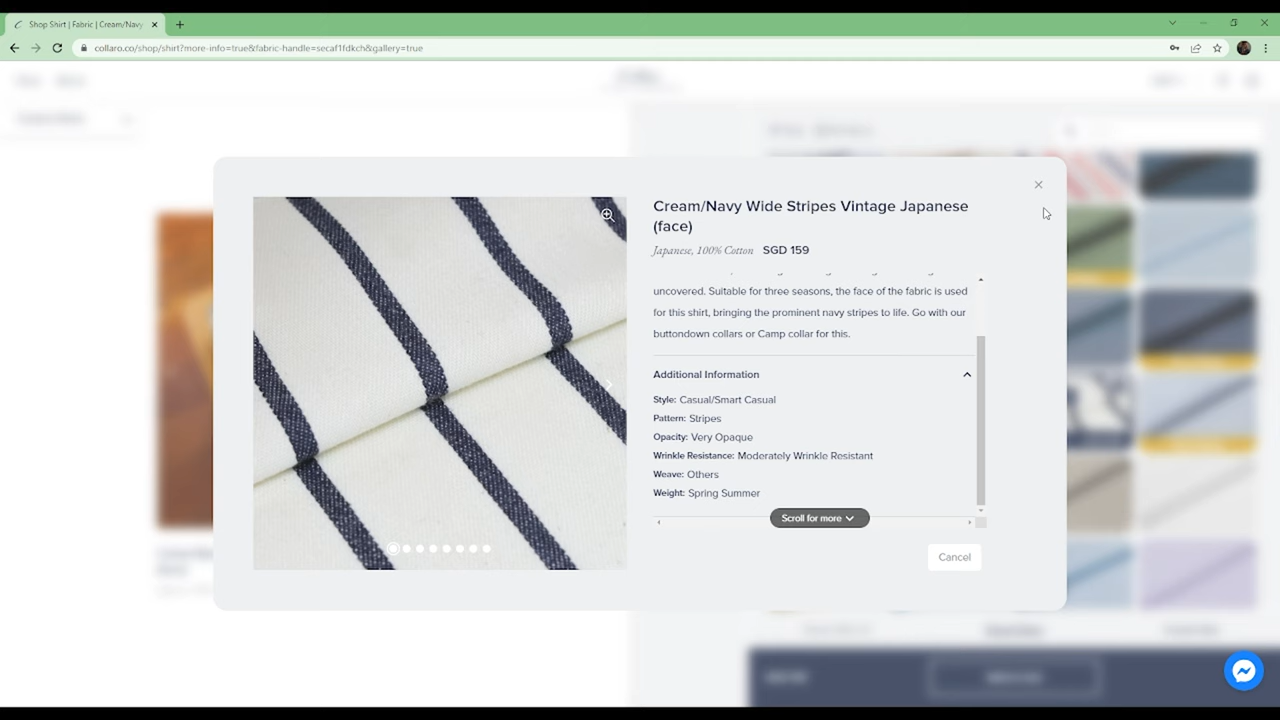 Shop Shirt | Fabric | Cream/Navy
collaro.co/shop/shirt?more-info=true&fabric-handle=secaf1fdkch&gallery=true
Cream/Navy Wide Stripes Vintage Japanese
(face)
Japanese, 100% Cotton SGD 159
uncovered. Suitable for three seasons, the face of the fabric is used
for this shirt, bringing the prominent navy stripes to life. Go with our
buttondown collars or Camp collar for this.
Additional Information
Style: Casual/Smart Casual
Pattern: Stripes
Opacity: Very Opaque
Wrinkle Resistance: Moderately Wrinkle Resistant
Weave: Others
Weight: Spring Summer
Scroll for more
Cancel